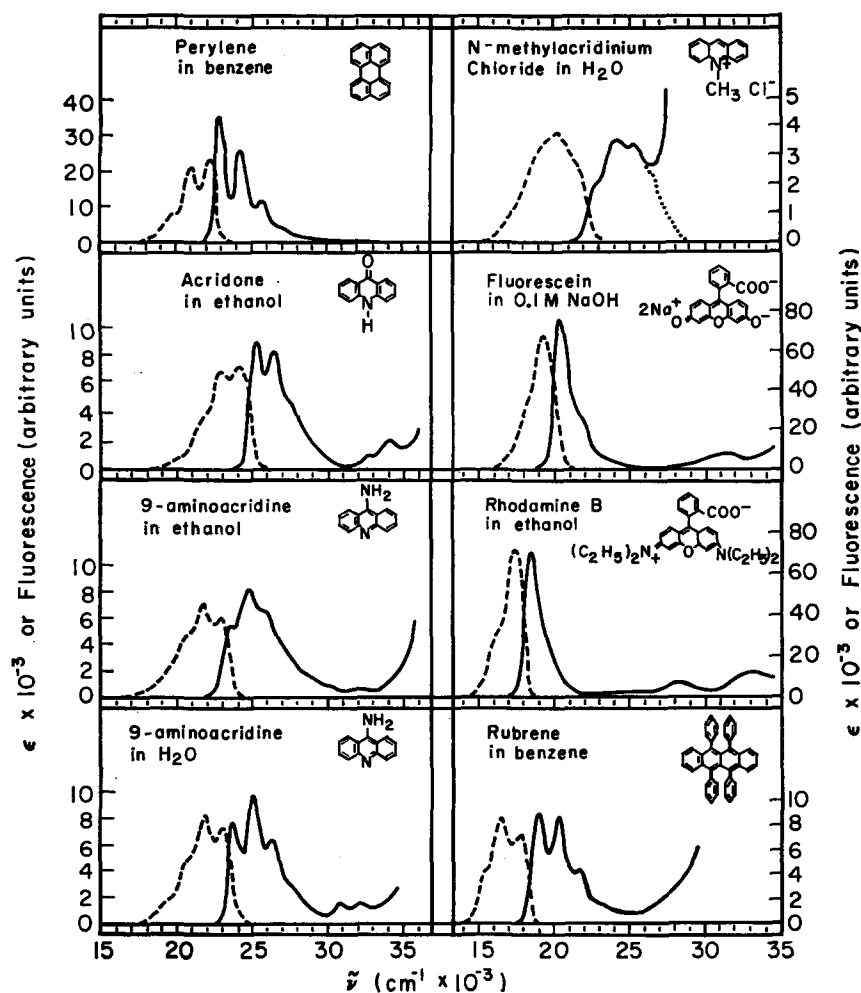 Perylene
in benzene
40
30
20
10
0
N-methylacridinium
Chloride in H₂O
N⁺
CH₃ Cl⁻
5
4
3
2
1
0
Acridone
in ethanol
O
N
H
10
8
6
4
2
0
Fluorescein
in 0.1 M NaOH
COO⁻
2Na⁺
O
O
O⁻
80
60
40
20
0
9-aminoacridine
in ethanol
NH₂
N
10
8
6
4
2
0
Rhodamine B
in ethanol
COO⁻
(C₂H₅)₂N
+
O
N(C₂H₅)₂
80
60
40
20
0
9-aminoacridine
in H₂O
NH₂
N
10
8
6
4
2
0
Rubrene
in benzene
10
8
6
4
2
0
15 20 25 30 35
15 20 25 30 35
ε x 10⁻³ or Fluorescence (arbitrary units)
ε x 10⁻³ or Fluorescence (arbitrary units)
ν̃ (cm⁻¹ x 10⁻³)